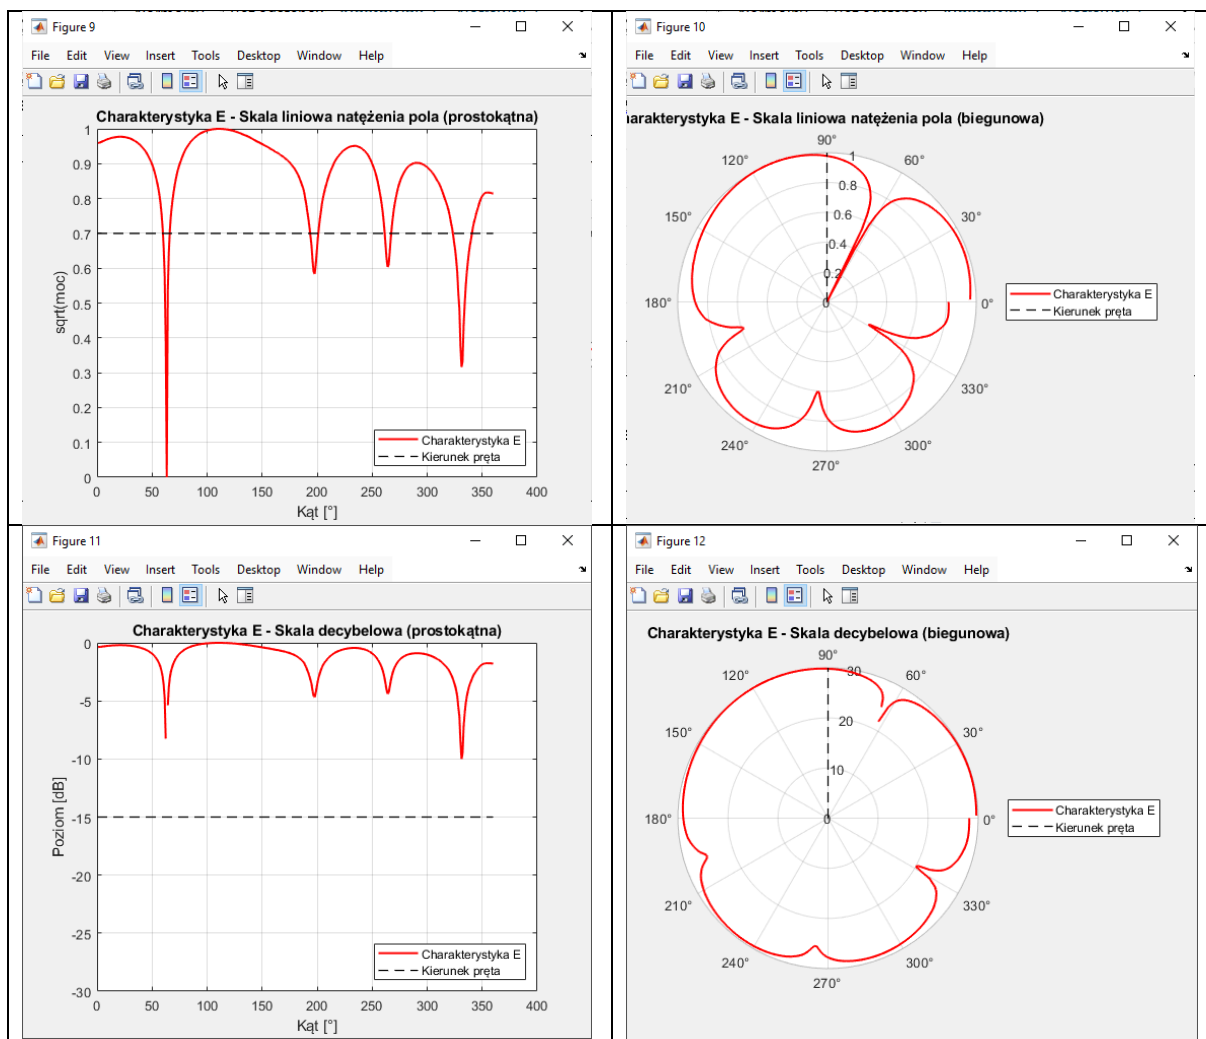 Figure 9
File Edit View Insert Tools Desktop Window Help
Charakterystyka E - Skala liniowa natężenia pola (prostokątna)
1
0.9
0.8
0.7
0.6
0.5
0.4
0.3
0.2
0.1
0
sqrt(moc)
0 50 100 150 200 250 300 350 400
Kąt [°]
Charakterystyka E
Kierunek pręta
Figure 10
File Edit View Insert Tools Desktop Window Help
harakterystyka E - Skala liniowa natężenia pola (biegunowa)
90°
120° 1 60°
0.8
150° 0.6 30°
0.4
0.2
180° 0 0°
210° 330°
240° 300°
270°
Charakterystyka E
Kierunek pręta
Figure 11
File Edit View Insert Tools Desktop Window Help
Charakterystyka E - Skala decybelowa (prostokątna)
0
-5
-10
-15
-20
-25
-30
Poziom [dB]
0 50 100 150 200 250 300 350 400
Kąt [°]
Charakterystyka E
Kierunek pręta
Figure 12
File Edit View Insert Tools Desktop Window Help
Charakterystyka E - Skala decybelowa (biegunowa)
90°
120° 30 60°
20
150° 30°
10
180° 0 0°
210° 330°
240° 300°
270°
Charakterystyka E
Kierunek pręta